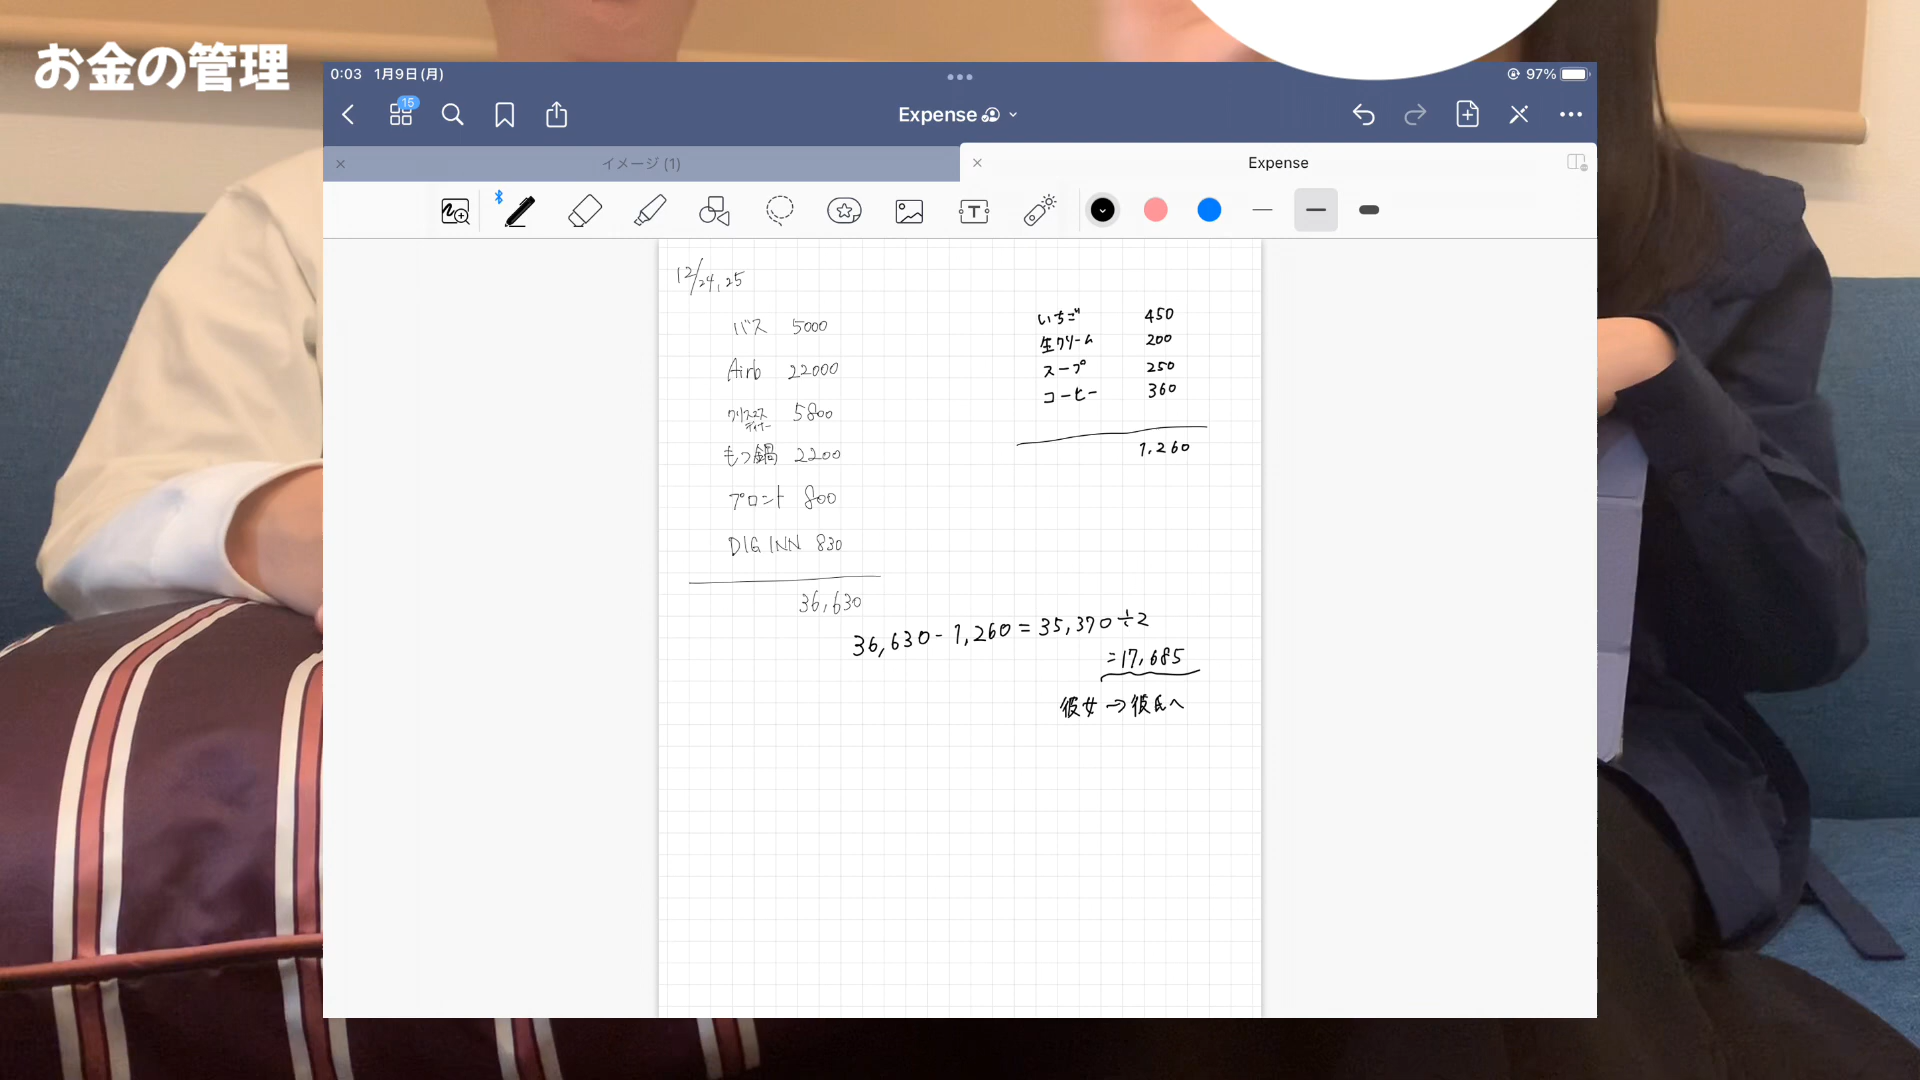 お金の管理
0:03 1月9日(月)
97%
15
Expense
イメージ (1)
Expense
T
12/24,25
バス 5000
Airb 22000
クリスマスディナー 5800
もつ鍋 2200
プロント 800
DIG INN 830
36,630
いちご 450
生クリーム 200
スープ 250
コーヒー 360
1,260
36,630 - 1,260 = 35,370 ÷2
= 17,685
彼女 → 彼氏へ